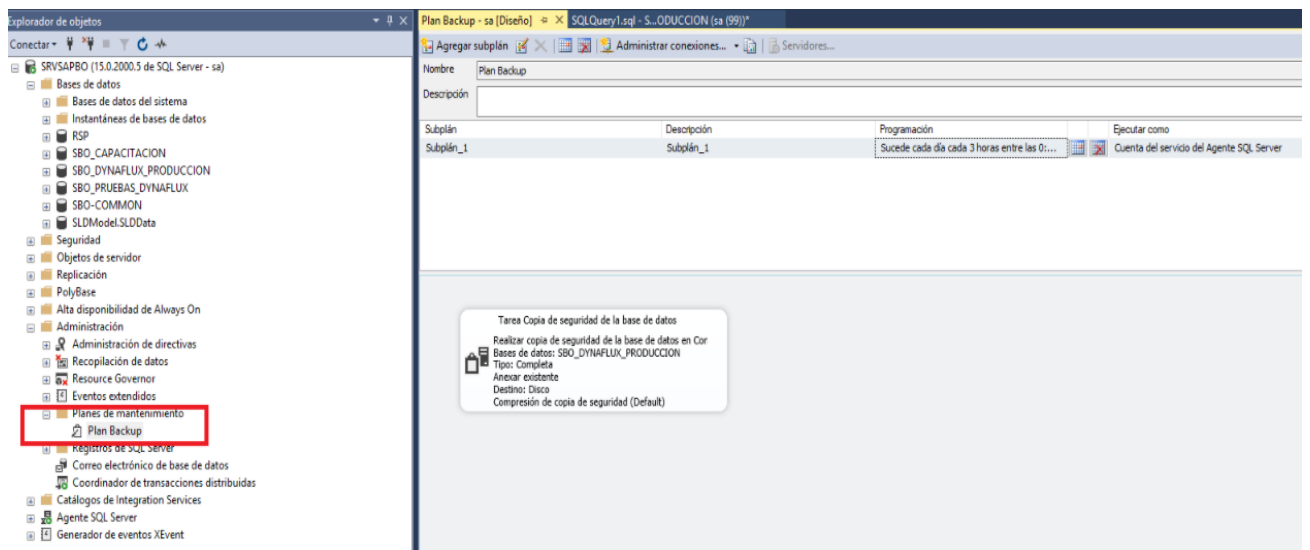 Explorador de objetos
Conectar
SRVSAPBO (15.0.2000.5 de SQL Server - sa)
Bases de datos
Bases de datos del sistema
Instantáneas de bases de datos
RSP
SBO_CAPACITACION
SBO_DYNAFLUX_PRODUCCION
SBO_PRUEBAS_DYNAFLUX
SBO-COMMON
SLDModel.SLDData
Seguridad
Objetos de servidor
Replicación
PolyBase
Alta disponibilidad de Always On
Administración
Administración de directivas
Recopilación de datos
Resource Governor
Eventos extendidos
Planes de mantenimiento
Plan Backup
Registros de SQL Server
Correo electrónico de base de datos
Coordinador de transacciones distribuidas
Catálogos de Integration Services
Agente SQL Server
Generador de eventos XEvent
Plan Backup - sa [Diseño] SQLQuery1.sql - S...ODUCCION (sa (99))*
Agregar subplán Administrar conexiones... Servidores...
Nombre Plan Backup
Descripción
Subplán Descripción Programación Ejecutar como
Subplán_1 Subplán_1 Sucede cada día cada 3 horas entre las 0:... Cuenta del servicio del Agente SQL Server
Tarea Copia de seguridad de la base de datos
Realizar copia de seguridad de la base de datos en Cor
Bases de datos: SBO_DYNAFLUX_PRODUCCION
Tipo: Completa
Anexar existente
Destino: Disco
Compresión de copia de seguridad (Default)